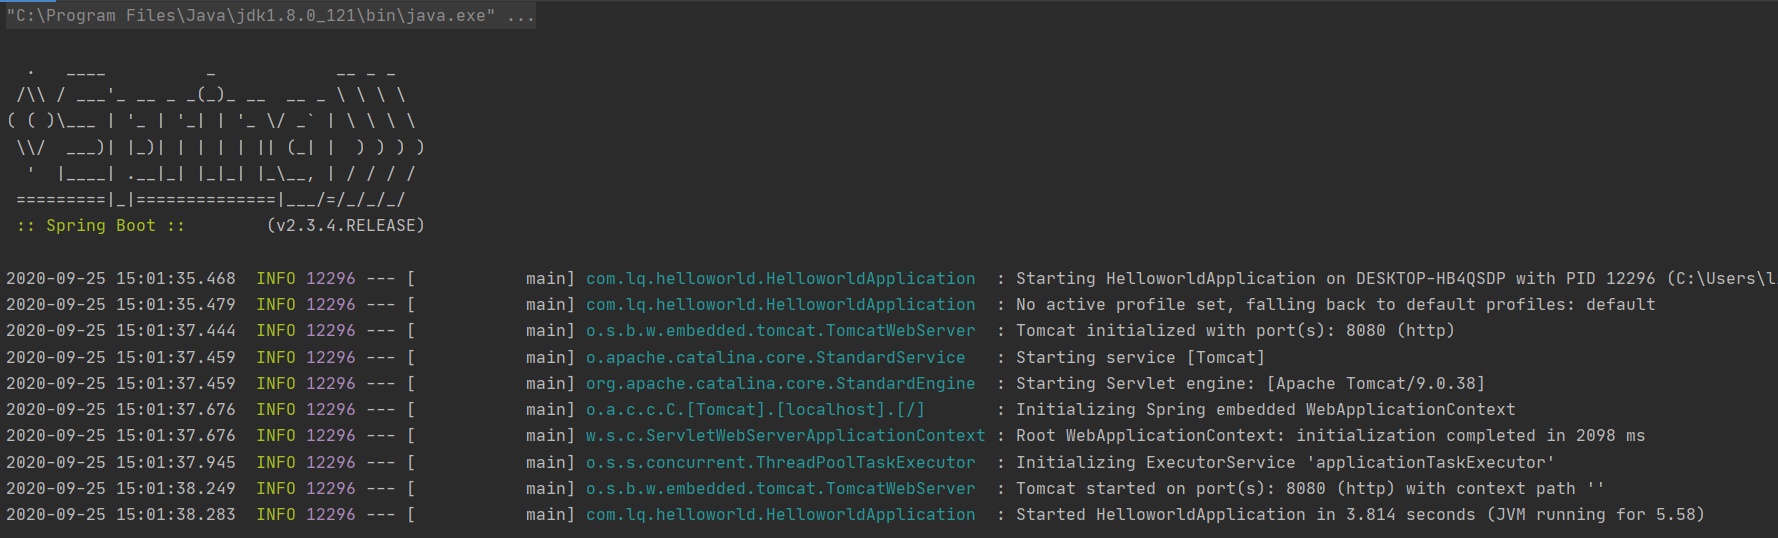 "C:\Program Files\Java\jdk1.8.0_121\bin\java.exe" ...

  .   ____          _            __ _ _
 /\\ / ___'_ __ _ _(_)_ __  __ _ \ \ \ \
( ( )\___ | '_ | '_| | '_ \/ _` | \ \ \ \
 \\/  ___)| |_)| | | | | || (_| |  ) ) ) )
  '  |____| .__|_| |_|_| |_\__, | / / / /
 =========|_|==============|___/=/_/_/_/
 :: Spring Boot ::        (v2.3.4.RELEASE)

2020-09-25 15:01:35.468  INFO 12296 --- [           main] com.lq.helloworld.HelloworldApplication  : Starting HelloworldApplication on DESKTOP-HB4QSDP with PID 12296 (C:\Users\l
2020-09-25 15:01:35.479  INFO 12296 --- [           main] com.lq.helloworld.HelloworldApplication  : No active profile set, falling back to default profiles: default
2020-09-25 15:01:37.444  INFO 12296 --- [           main] o.s.b.w.embedded.tomcat.TomcatWebServer  : Tomcat initialized with port(s): 8080 (http)
2020-09-25 15:01:37.459  INFO 12296 --- [           main] o.apache.catalina.core.StandardService   : Starting service [Tomcat]
2020-09-25 15:01:37.459  INFO 12296 --- [           main] org.apache.catalina.core.StandardEngine  : Starting Servlet engine: [Apache Tomcat/9.0.38]
2020-09-25 15:01:37.676  INFO 12296 --- [           main] o.a.c.c.C.[Tomcat].[localhost].[/]       : Initializing Spring embedded WebApplicationContext
2020-09-25 15:01:37.676  INFO 12296 --- [           main] w.s.c.ServletWebServerApplicationContext : Root WebApplicationContext: initialization completed in 2098 ms
2020-09-25 15:01:37.945  INFO 12296 --- [           main] o.s.s.concurrent.ThreadPoolTaskExecutor  : Initializing ExecutorService 'applicationTaskExecutor'
2020-09-25 15:01:38.249  INFO 12296 --- [           main] o.s.b.w.embedded.tomcat.TomcatWebServer  : Tomcat started on port(s): 8080 (http) with context path ''
2020-09-25 15:01:38.283  INFO 12296 --- [           main] com.lq.helloworld.HelloworldApplication  : Started HelloworldApplication in 3.814 seconds (JVM running for 5.58)